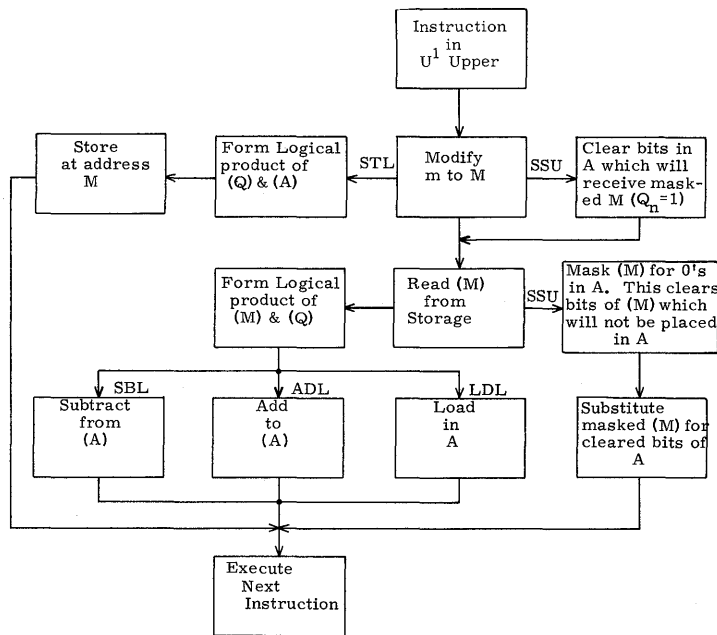 Instruction
in
U¹ Upper
Store
at address
M
Form Logical
product of
(Q) & (A)
STL
Modify
m to M
SSU
Clear bits in
A which will
receive mask-
ed M (Qₙ=1)
Form Logical
product of
(M) & (Q)
Read (M)
from
Storage
SSU
Mask (M) for 0's
in A. This clears
bits of (M) which
will not be placed
in A
SBL
ADL
LDL
Subtract
from
(A)
Add
to
(A)
Load
in
A
Substitute
masked (M) for
cleared bits of
A
Execute
Next
Instruction